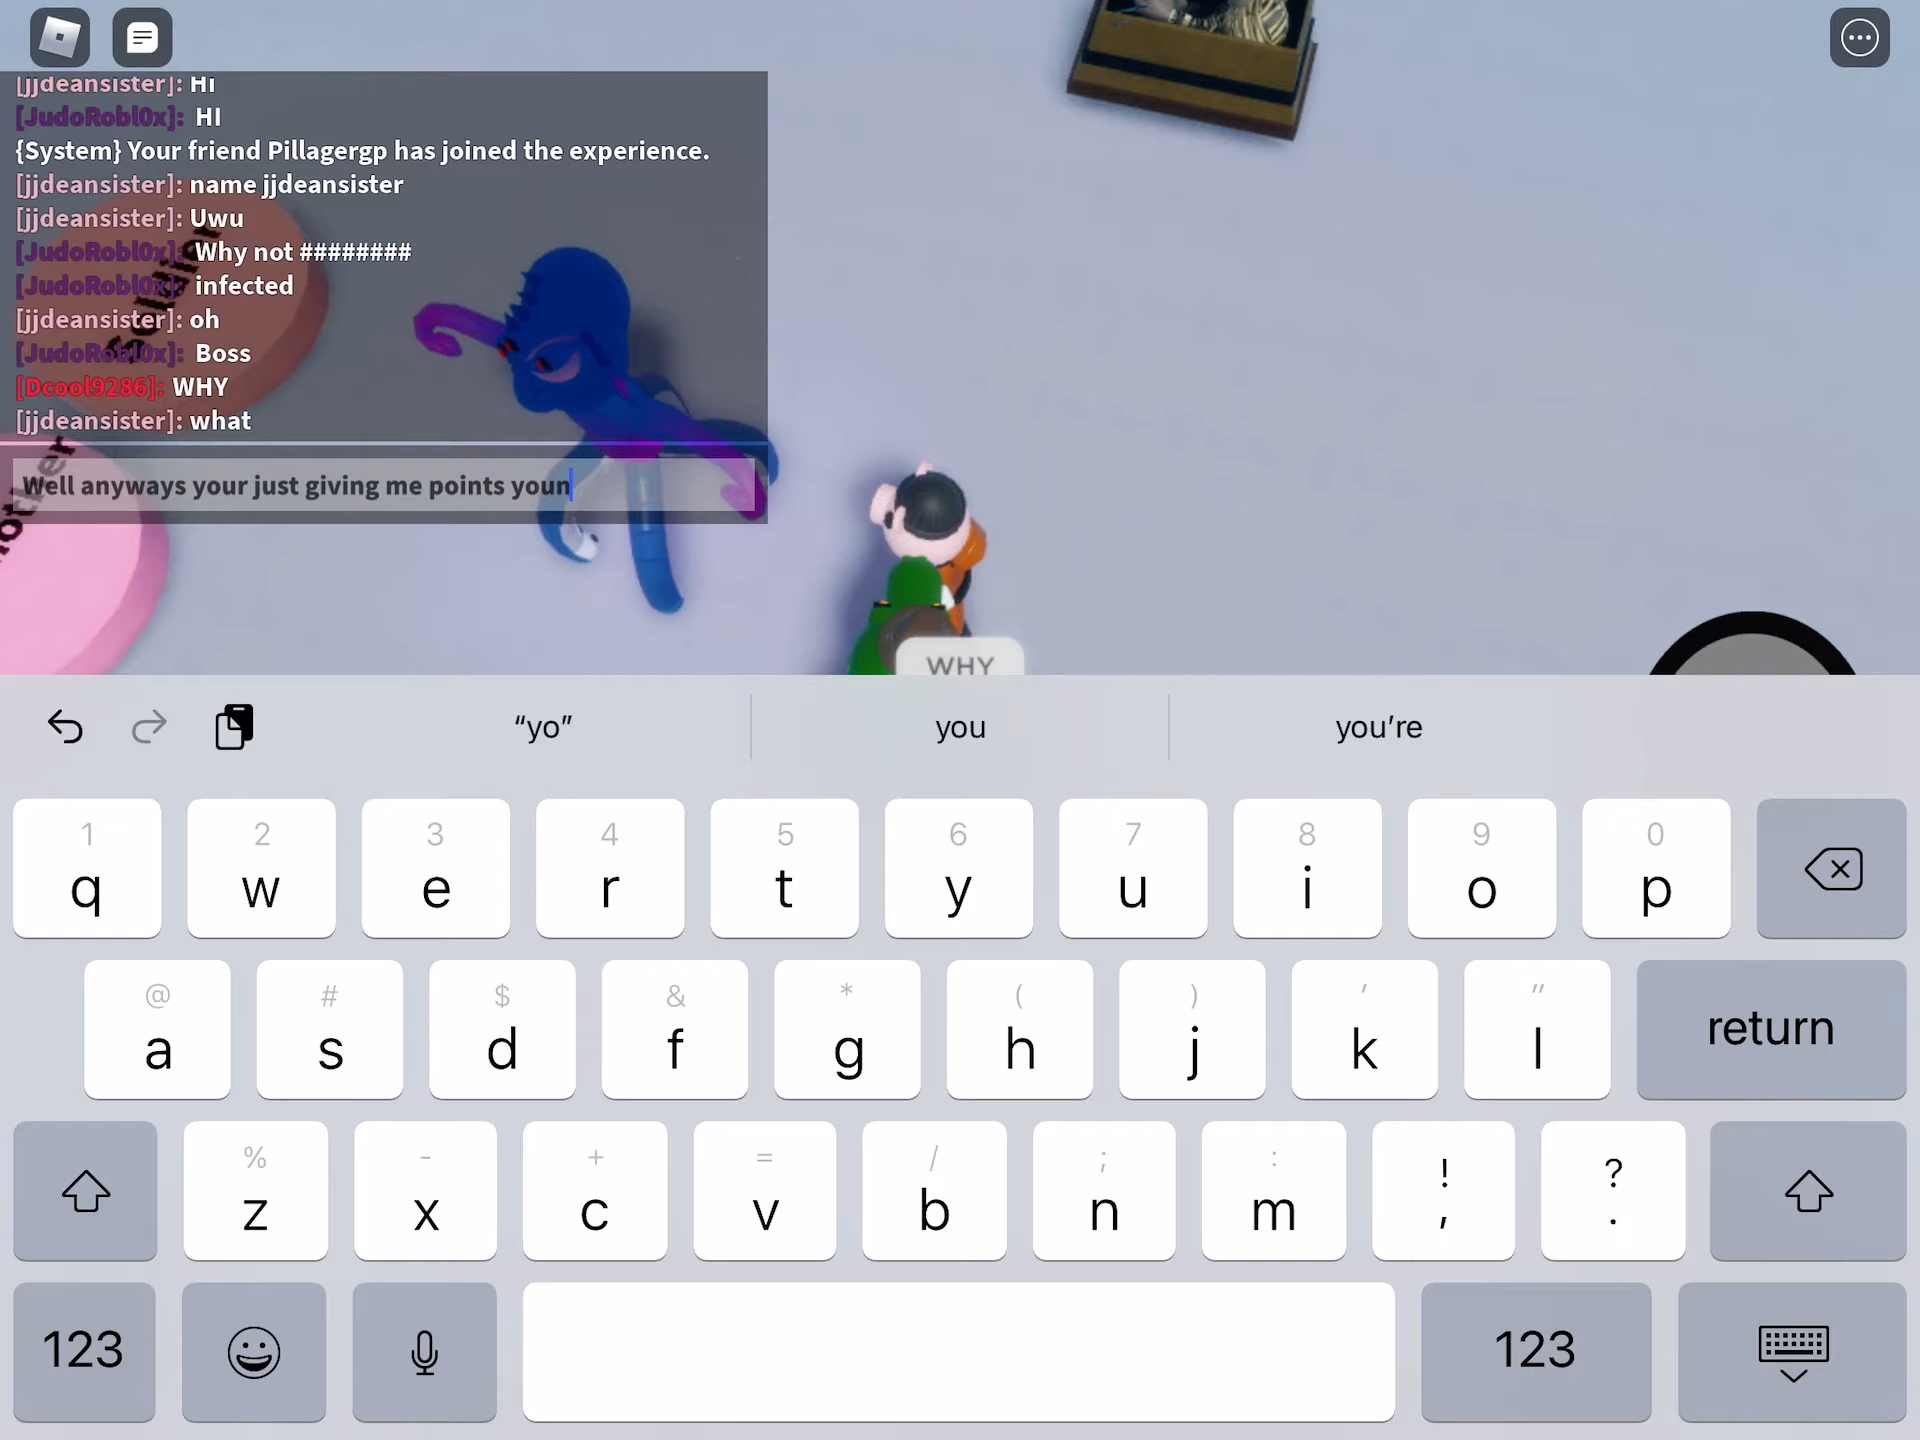 [jjdeansister]: Hi
[JudoRobl0x]: HI
{System} Your friend Pillagergp has joined the experience.
[jjdeansister]: name jjdeansister
[jjdeansister]: Uwu
[JudoRobl0x]: Why not ########
[JudoRobl0x]: infected
[jjdeansister]: oh
[JudoRobl0x]: Boss
[Dcool9286]: WHY
[jjdeansister]: what
Well anyways your just giving me points youn
Soldier
WHY
“yo” you you’re
1 2 3 4 5 6 7 8 9 0
q w e r t y u i o p
@ # $ & * ( ) ' "
a s d f g h j k l return
% - + = / ; : ! ?
z x c v b n m , .
123 123